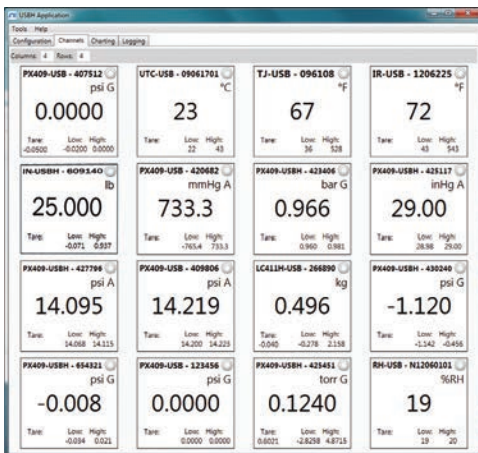 USBH Application
Tools Help
Configuration Channels Charting Logging
Columns: 4 Rows: 4
PX409-USB - 407512 UTC-USB - 09061701 TJ-USB - 096108 IR-USB - 1206225
psi G °C °F °F
0.0000 23 67 72
Tare: Low: High: Tare: Low: High: Tare: Low: High: Tare: Low: High:
-0.0500 -0.0200 0.0000 22 43 36 528 43 543
IN-USBH - 609140 PX409-USB - 420682 PX409-USBH - 423406 PX409-USBH - 425117
lb mmHg A bar G inHg A
25.000 733.3 0.966 29.00
Tare: Low: High: Tare: Low: High: Tare: Low: High: Tare: Low: High:
-0.071 0.937 -765.4 733.3 0.960 0.981 28.98 29.00
PX409-USBH - 427796 PX409-USB - 409806 LC411H-USB - 266890 PX409-USBH - 430240
psi A psi A kg psi G
14.095 14.219 0.496 -1.120
Tare: Low: High: Tare: Low: High: Tare: Low: High: Tare: Low: High:
14.068 14.115 14.200 14.225 -0.040 -0.278 2.158 -1.142 -0.456
PX409-USBH - 654321 PX409-USB - 123456 PX409-USBH - 423451 RH-USB - N12060101
psi G psi G torr G %RH
-0.008 0.0000 0.1240 19
Tare: Low: High: Tare: Low: High: Tare: Low: High: Tare: Low: High:
-0.034 0.021 0.0000 0.0000 0.6021 -2.8258 4.8715 19 20